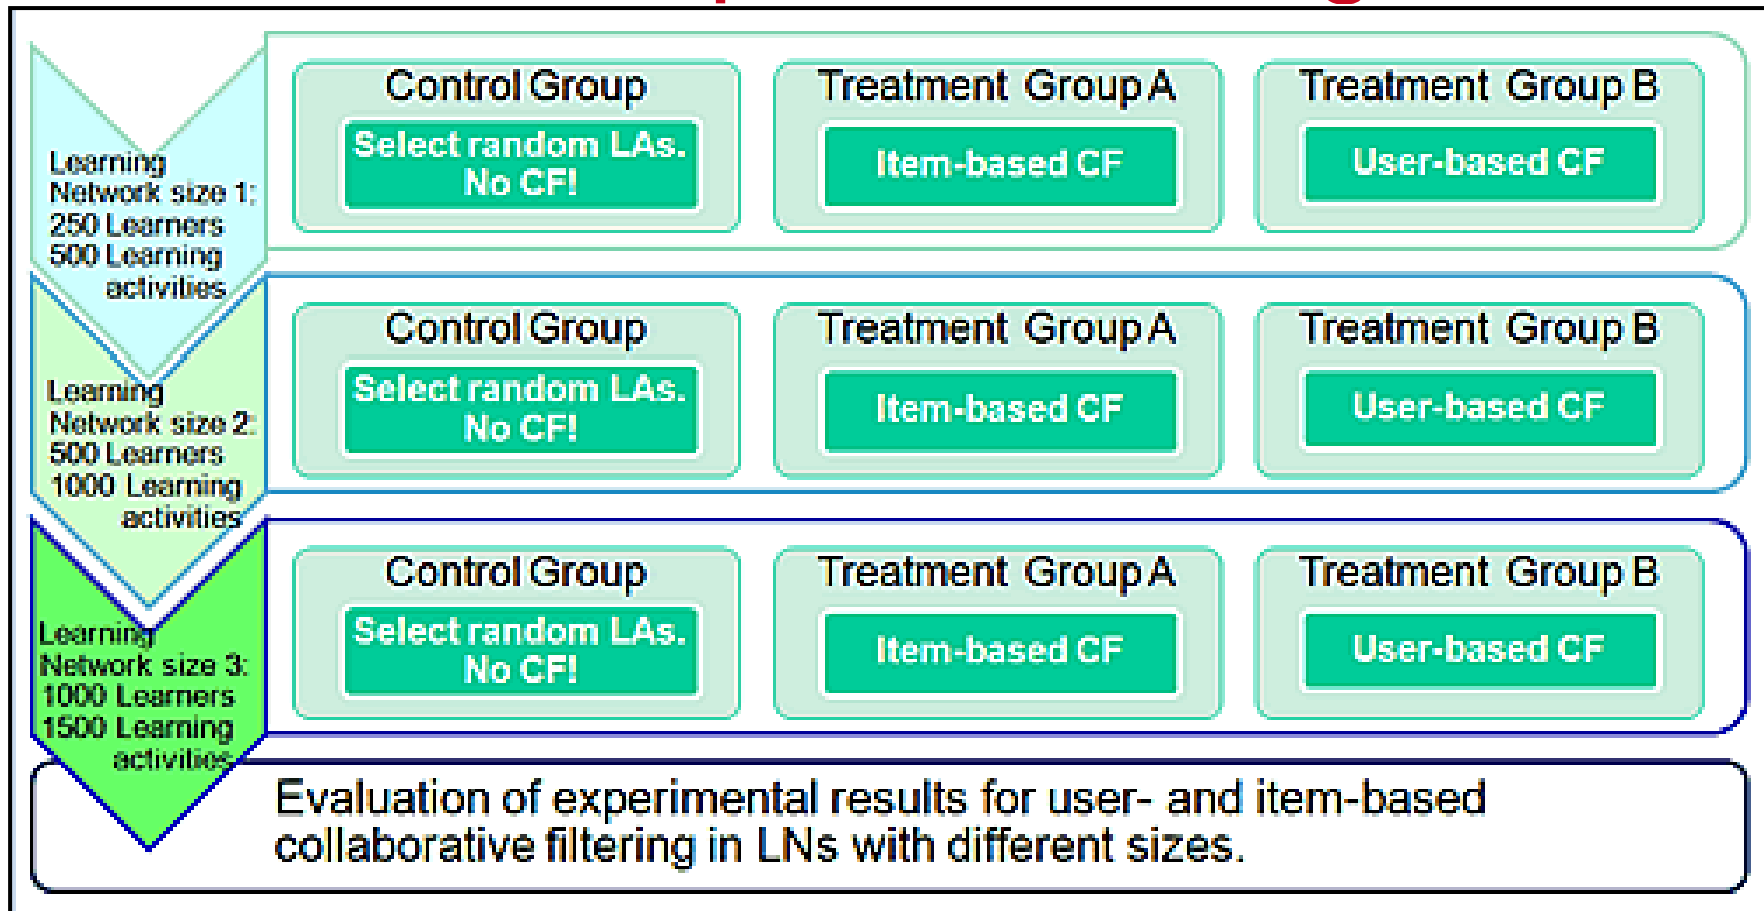 Learning
Network size 1:
250 Learners
500 Learning
activities
Control Group
Select random LAs.
No CF!
Treatment Group A
Item-based CF
Treatment Group B
User-based CF
Learning
Network size 2:
500 Learners
1000 Learning
activities
Control Group
Select random LAs.
No CF!
Treatment Group A
Item-based CF
Treatment Group B
User-based CF
Learning
Network size 3:
1000 Learners
1500 Learning
activities
Control Group
Select random LAs.
No CF!
Treatment Group A
Item-based CF
Treatment Group B
User-based CF
Evaluation of experimental results for user- and item-based
collaborative filtering in LNs with different sizes.